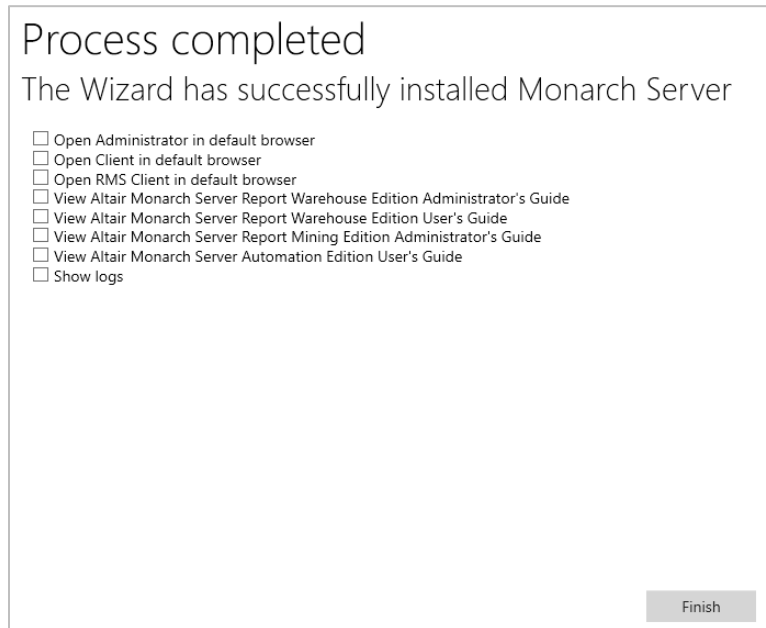 Process completed
The Wizard has successfully installed Monarch Server
Open Administrator in default browser
Open Client in default browser
Open RMS Client in default browser
View Altair Monarch Server Report Warehouse Edition Administrator's Guide
View Altair Monarch Server Report Warehouse Edition User's Guide
View Altair Monarch Server Report Mining Edition Administrator's Guide
View Altair Monarch Server Automation Edition User's Guide
Show logs
Finish